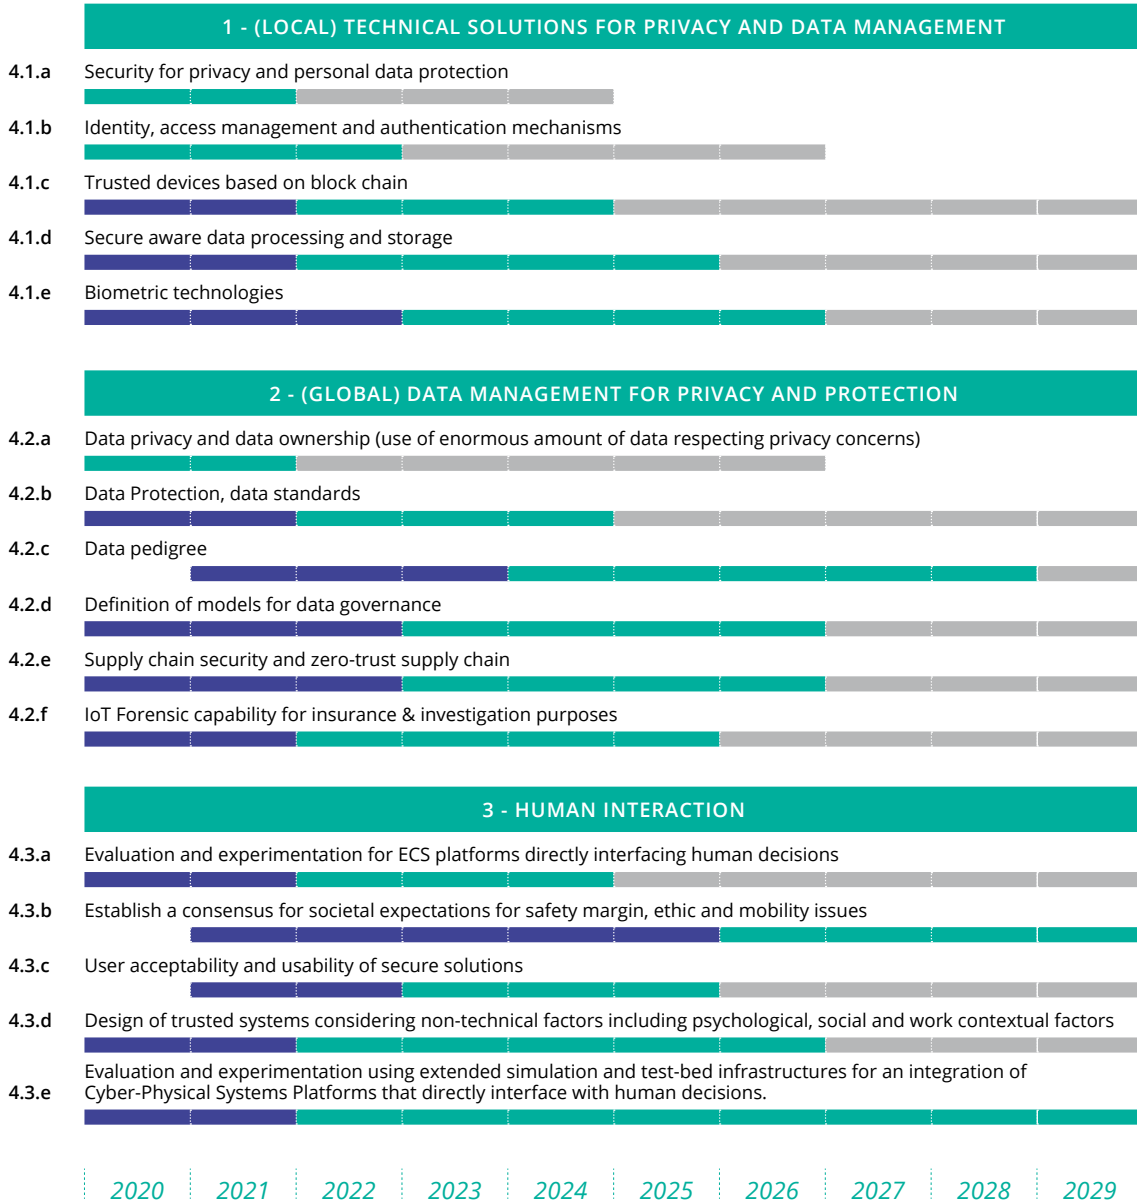 1 - (LOCAL) TECHNICAL SOLUTIONS FOR PRIVACY AND DATA MANAGEMENT
4.1.a Security for privacy and personal data protection
4.1.b Identity, access management and authentication mechanisms
4.1.c Trusted devices based on block chain
4.1.d Secure aware data processing and storage
4.1.e Biometric technologies
2 - (GLOBAL) DATA MANAGEMENT FOR PRIVACY AND PROTECTION
4.2.a Data privacy and data ownership (use of enormous amount of data respecting privacy concerns)
4.2.b Data Protection, data standards
4.2.c Data pedigree
4.2.d Definition of models for data governance
4.2.e Supply chain security and zero-trust supply chain
4.2.f IoT Forensic capability for insurance & investigation purposes
3 - HUMAN INTERACTION
4.3.a Evaluation and experimentation for ECS platforms directly interfacing human decisions
4.3.b Establish a consensus for societal expectations for safety margin, ethic and mobility issues
4.3.c User acceptability and usability of secure solutions
4.3.d Design of trusted systems considering non-technical factors including psychological, social and work contextual factors
Evaluation and experimentation using extended simulation and test-bed infrastructures for an integration of
4.3.e Cyber-Physical Systems Platforms that directly interface with human decisions.
2020 2021 2022 2023 2024 2025 2026 2027 2028 2029